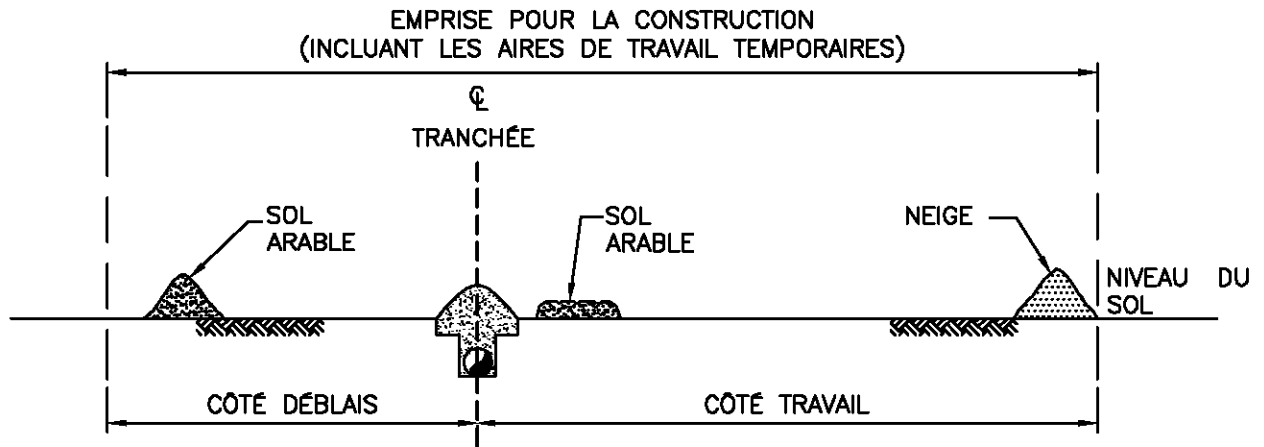 EMPRISE POUR LA CONSTRUCTION
(INCLUANT LES AIRES DE TRAVAIL TEMPORAIRES)
℄
TRANCHÉE
SOL
ARABLE
SOL
ARABLE
NEIGE
NIVEAU DU
SOL
CÔTÉ DÉBLAIS
CÔTÉ TRAVAIL